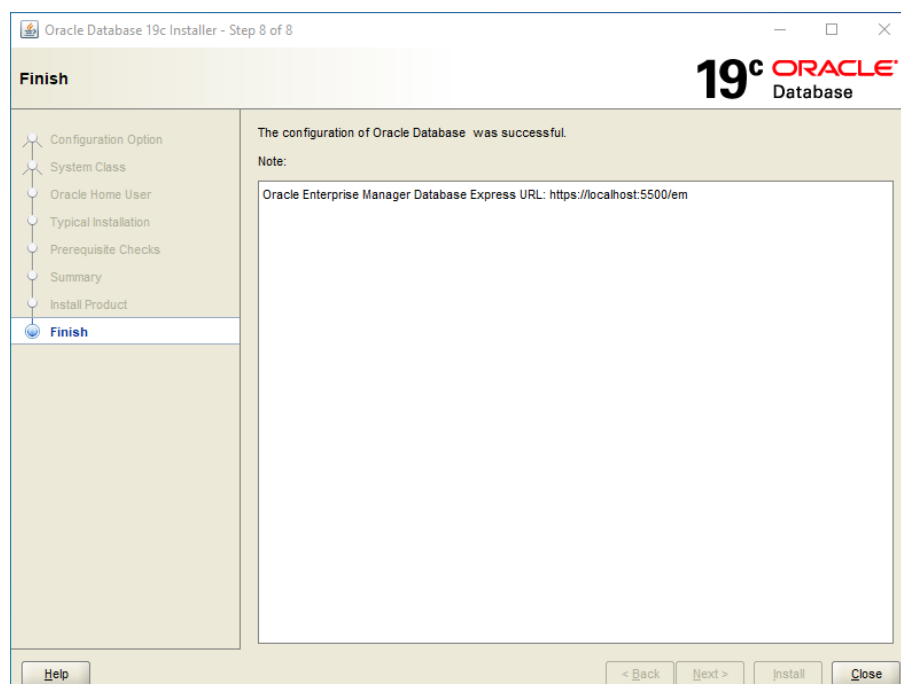 Oracle Database 19c Installer - Step 8 of 8
Finish
19c ORACLE
Database
Configuration Option
System Class
Oracle Home User
Typical Installation
Prerequisite Checks
Summary
Install Product
Finish
The configuration of Oracle Database  was successful.
Note:
Oracle Enterprise Manager Database Express URL: https://localhost:5500/em
Help
< Back
Next >
Install
Close